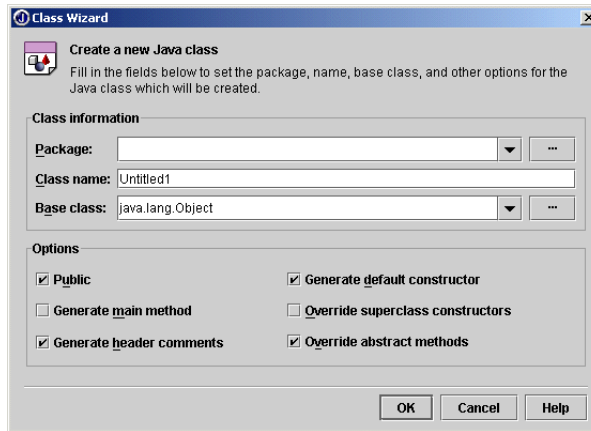 Class Wizard
Create a new Java class
Fill in the fields below to set the package, name, base class, and other options for the
Java class which will be created.
Class information
Package:
...
Class name: Untitled1
Base class: java.lang.Object
...
Options
Public
Generate default constructor
Generate main method
Override superclass constructors
Generate header comments
Override abstract methods
OK Cancel Help